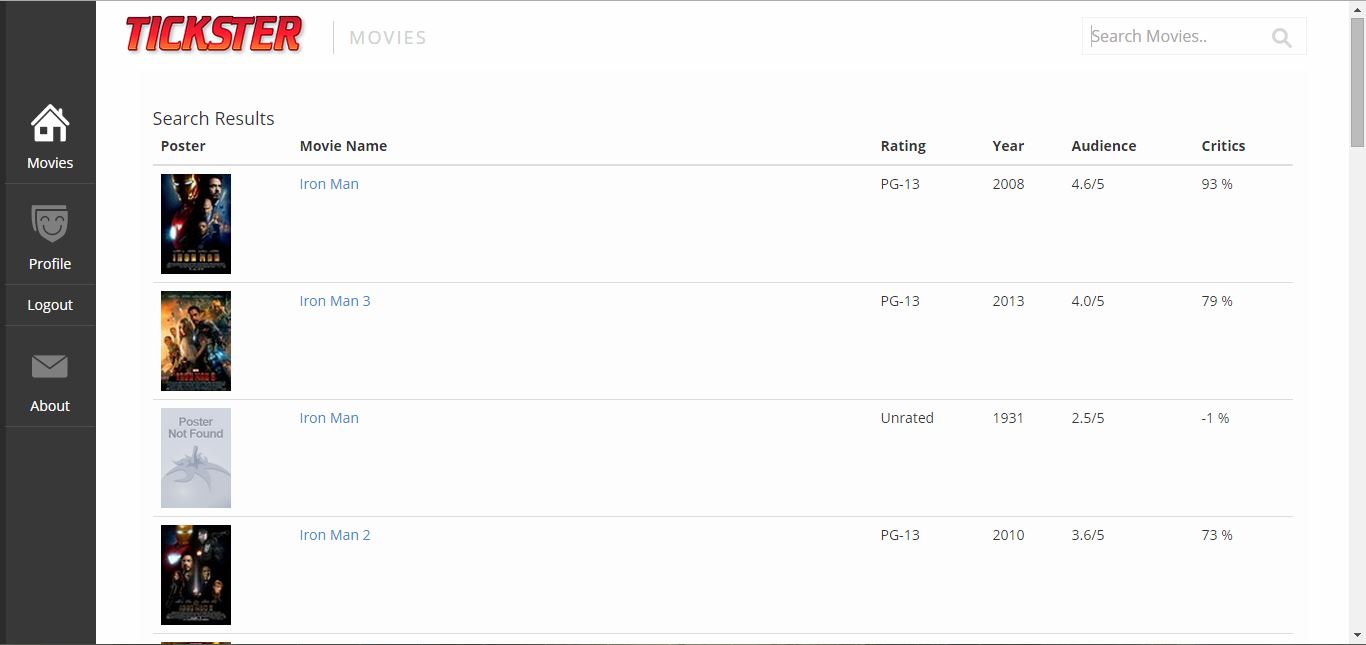 TICKSTER
MOVIES
Search Movies..
Movies
Profile
Logout
About
Search Results
Poster Movie Name Rating Year Audience Critics
Iron Man PG-13 2008 4.6/5 93 %
IRON MAN
Iron Man 3 PG-13 2013 4.0/5 79 %
IRON MAN 3
Iron Man Unrated 1931 2.5/5 -1 %
Poster
Not Found
Iron Man 2 PG-13 2010 3.6/5 73 %
IRON MAN 2